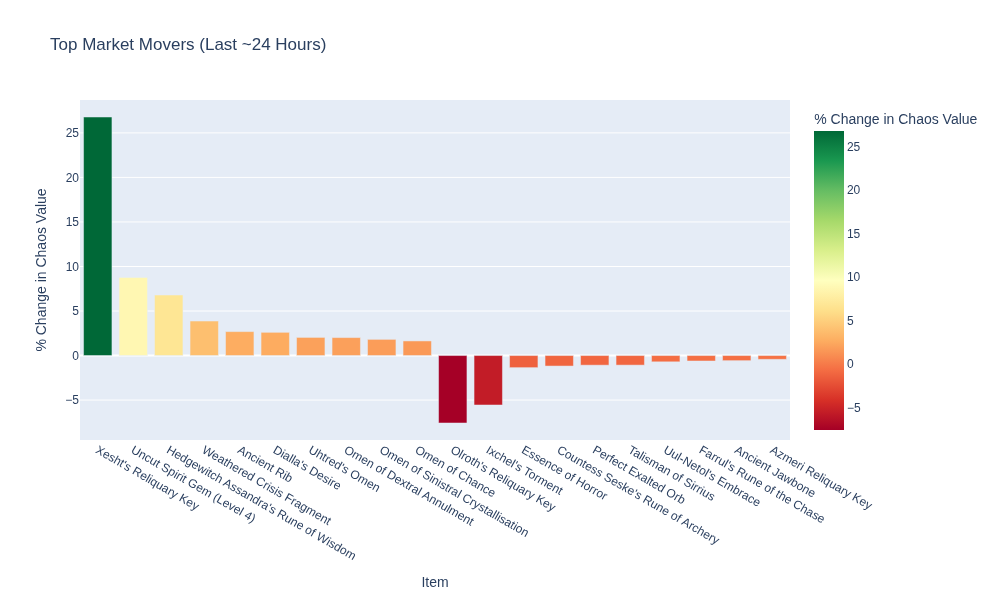 Top Market Movers (Last ~24 Hours)
% Change in Chaos Value
25
20
15
10
5
0
−5
% Change in Chaos Value
25
20
15
10
5
0
−5
Xesht's Reliquary Key
Uncut Spirit Gem (Level 4)
Hedgewitch Assandra's Rune of Wisdom
Weathered Crisis Fragment
Ancient Rib
Dialla's Desire
Uhtred's Omen
Omen of Dextral Annulment
Omen of Sinistral Crystallisation
Omen of Chance
Olroth's Reliquary Key
Ixchel's Torment
Essence of Horror
Countess Seske's Rune of Archery
Perfect Exalted Orb
Talisman of Sirrius
Uul-Netol's Embrace
Farrul's Rune of the Chase
Ancient Jawbone
Azmeri Reliquary Key
Item